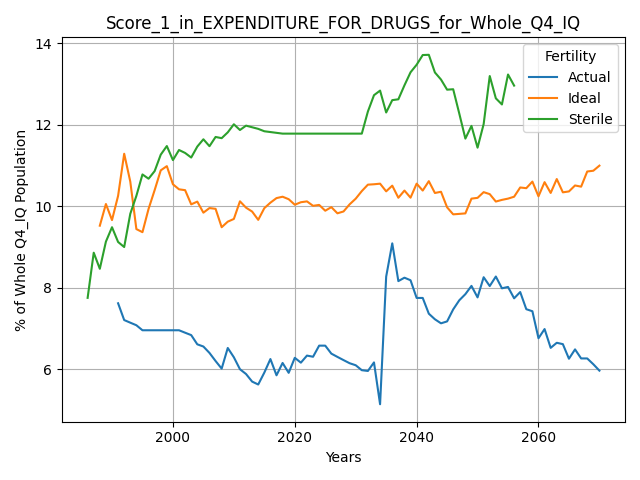 Score_1_in_EXPENDITURE_FOR_DRUGS_for_Whole_Q4_IQ
% of Whole Q4_IQ Population
14
12
10
8
6
Fertility
Actual
Ideal
Sterile
2000
2020
2040
2060
Years